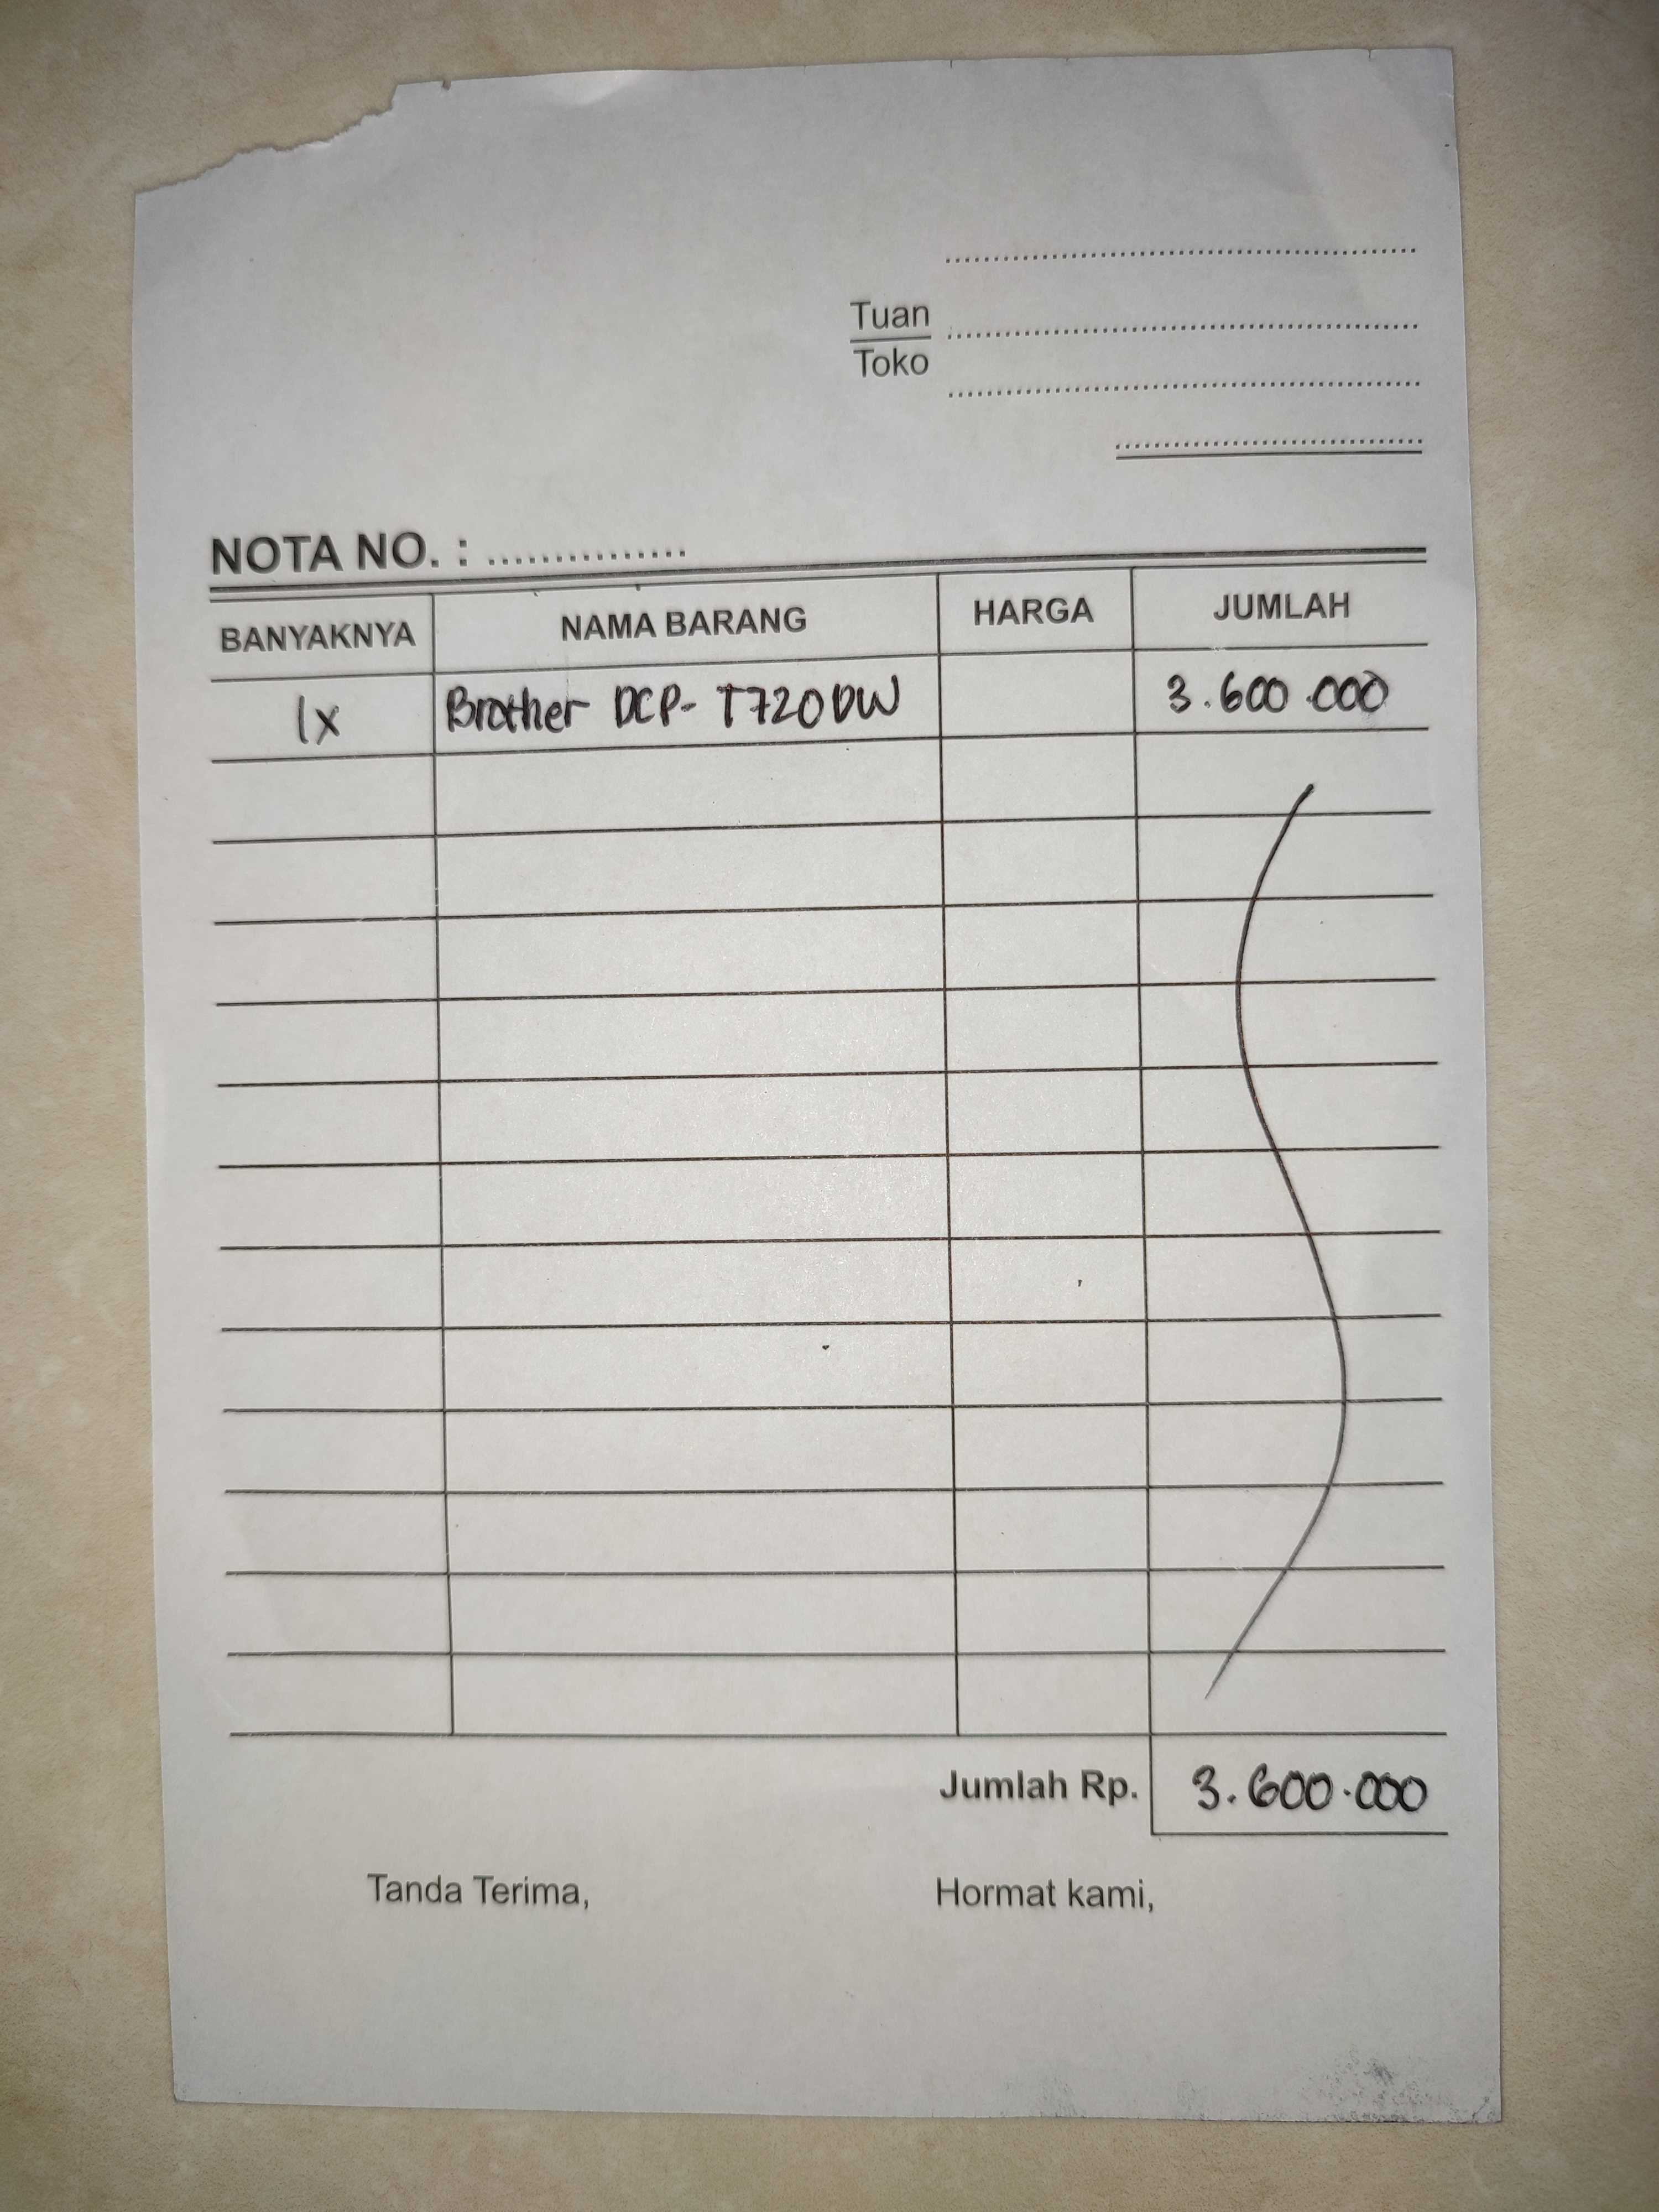 Tuan
Toko
NOTA NO. : ...............
BANYAKNYA NAMA BARANG HARGA JUMLAH
1x Brother DCP-T720DW 3.600.000
Jumlah Rp. 3.600.000
Tanda Terima, Hormat kami,